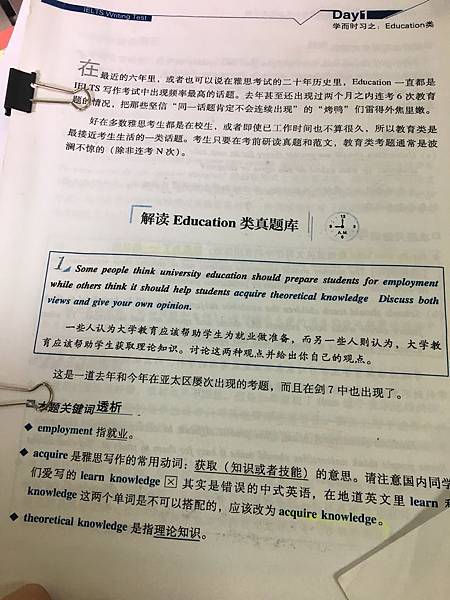 IELTS Writing Test
Day1
学而时习之：Education类
在最近的六年里，或者也可以说在雅思考试的二十年历史里，Education 一直都是
IELTS 写作考试中出现频率最高的话题。去年甚至还出现过两个月之内连考 6 次教育
题的情况，把那些坚信“同一话题肯定不会连续出现”的“烤鸭”们雷得外焦里嫩。
好在多数雅思考生都是在校生，或者即使已工作时间也不算很久，所以教育类是
最接近考生生活的一类话题。考生只要在考前研读真题和范文，教育类考题通常是波
澜不惊的（除非连考 N 次）。
解读 Education 类真题库
12
9
3
A.M.
6
1 Some people think university education should prepare students for employment
while others think it should help students acquire theoretical knowledge Discuss both
views and give your own opinion.
一些人认为大学教育应该帮助学生为就业做准备，而另一些人则认为，大学教
育应该帮助学生获取理论知识。讨论这两种观点并给出你自己的观点。
这是一道去年和今年在亚太区屡次出现的考题，而且在剑 7 中也出现了。
本题关键词透析
◆ employment 指就业。
◆ acquire 是雅思写作的常用动词：获取（知识或者技能）的意思。请注意国内同学
们爱写的 learn knowledge ☒ 其实是错误的中式英语，在地道英文里 learn 和
knowledge 这两个单词是不可以搭配的，应该改为 acquire knowledge。
◆ theoretical knowledge 是指理论知识。